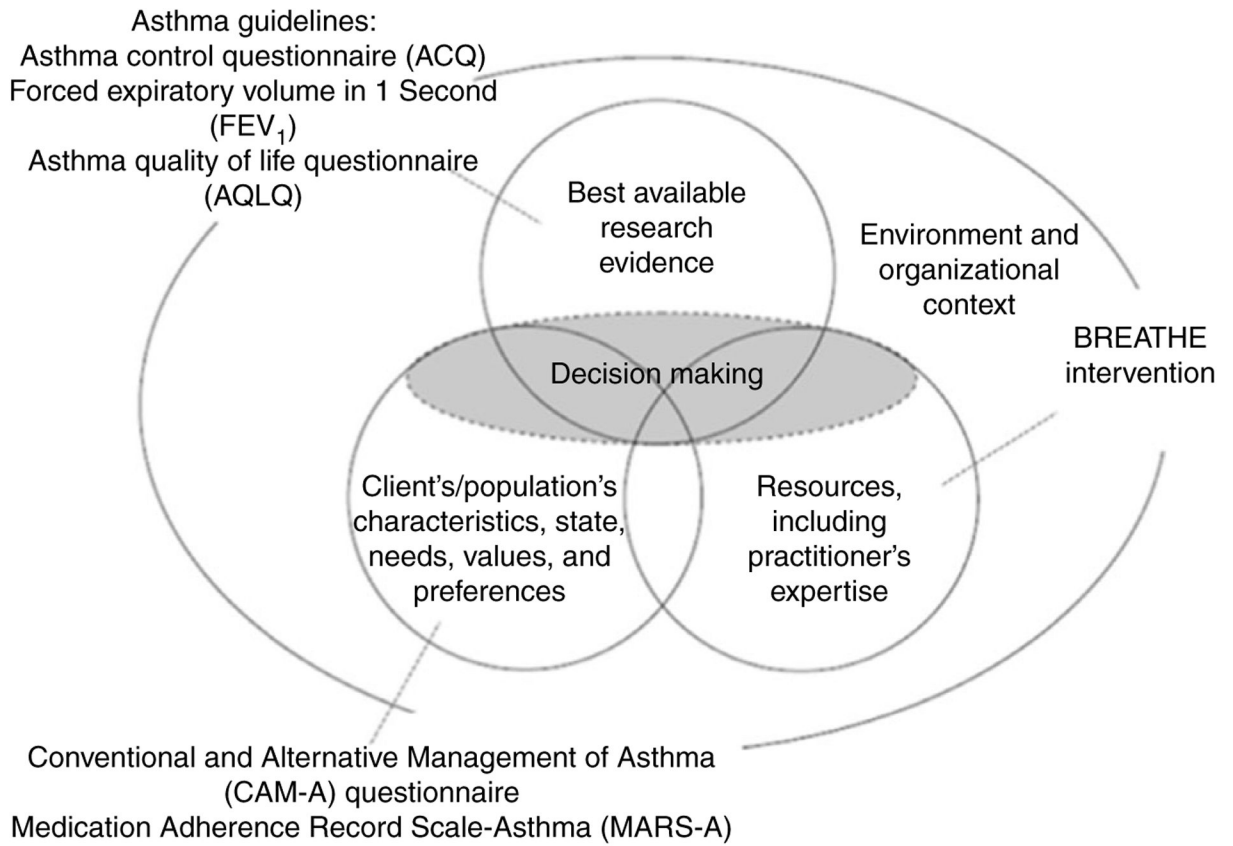 Asthma guidelines:
Asthma control questionnaire (ACQ)
Forced expiratory volume in 1 Second
(FEV₁)
Asthma quality of life questionnaire
(AQLQ)
Best available
research
evidence
Environment and
organizational
context
BREATHE
intervention
Decision making
Client’s/population’s
characteristics, state,
needs, values, and
preferences
Resources,
including
practitioner’s
expertise
Conventional and Alternative Management of Asthma
(CAM-A) questionnaire
Medication Adherence Record Scale-Asthma (MARS-A)